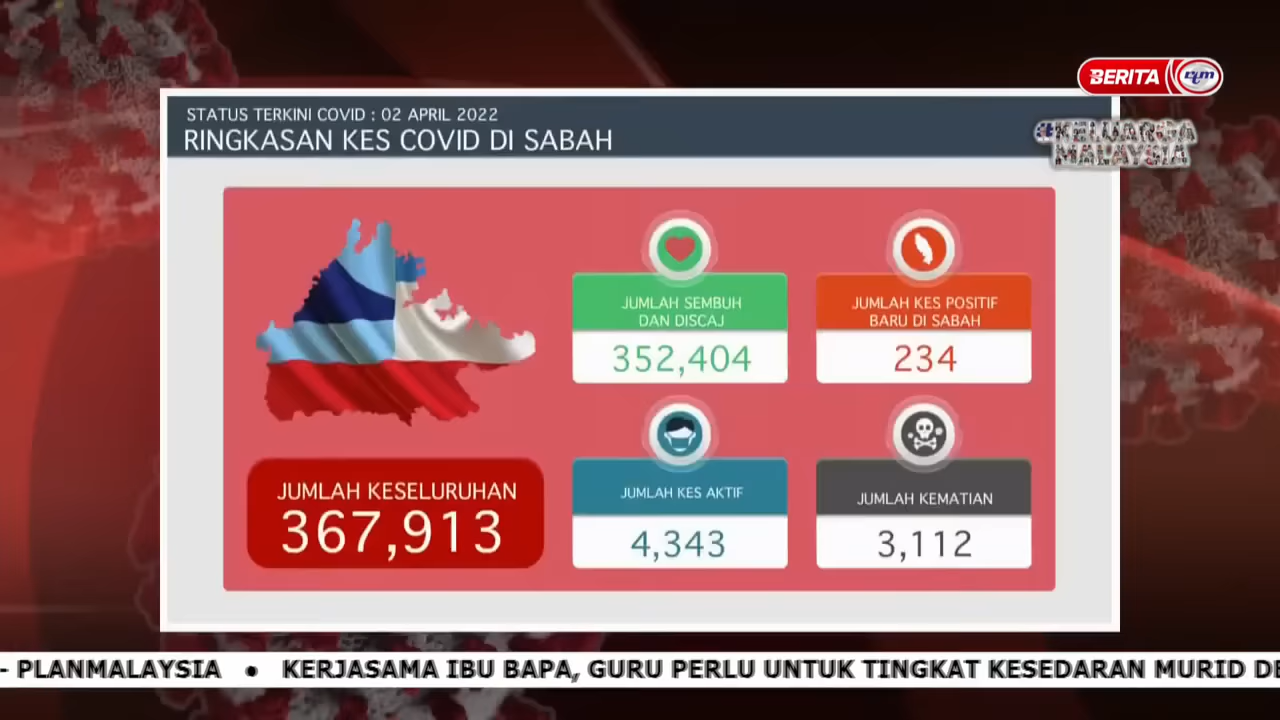 BERITA rtm
STATUS TERKINI COVID : 02 APRIL 2022
RINGKASAN KES COVID DI SABAH
#KELUARGA
MALAYSIA
JUMLAH SEMBUH
DAN DISCAJ
352,404
JUMLAH KES POSITIF
BARU DI SABAH
234
JUMLAH KESELURUHAN
367,913
JUMLAH KES AKTIF
4,343
JUMLAH KEMATIAN
3,112
- PLANMALAYSIA • KERJASAMA IBU BAPA, GURU PERLU UNTUK TINGKAT KESEDARAN MURID DE